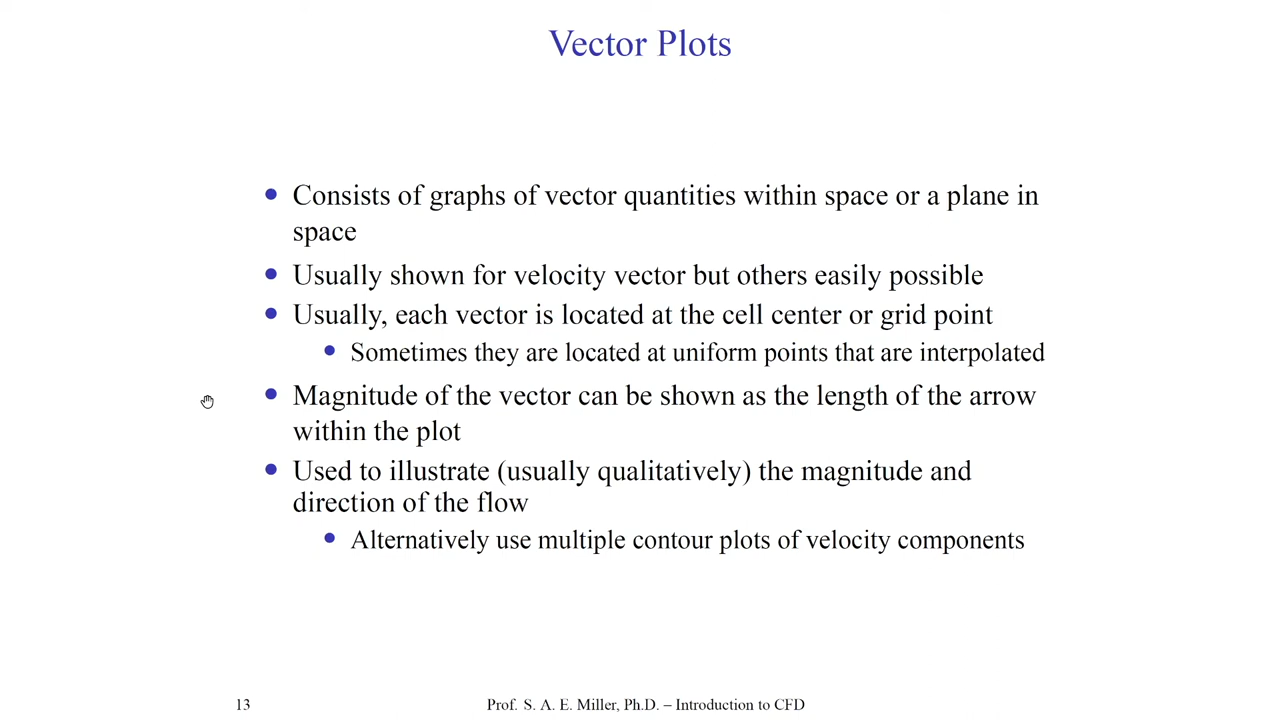 Vector Plots
Consists of graphs of vector quantities within space or a plane in
space
Usually shown for velocity vector but others easily possible
Usually, each vector is located at the cell center or grid point
Sometimes they are located at uniform points that are interpolated
Magnitude of the vector can be shown as the length of the arrow
within the plot
Used to illustrate (usually qualitatively) the magnitude and
direction of the flow
Alternatively use multiple contour plots of velocity components
13
Prof. S. A. E. Miller, Ph.D. – Introduction to CFD